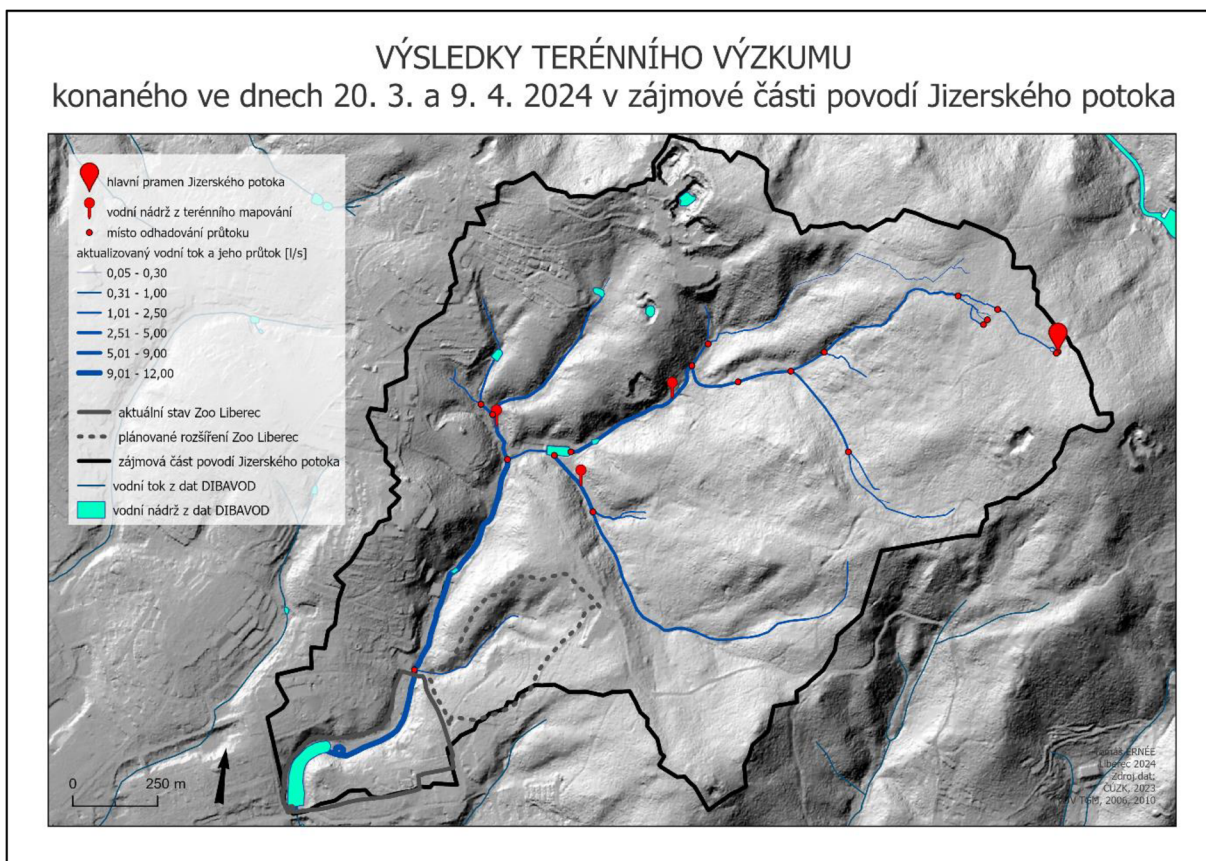 VÝSLEDKY TERÉNNÍHO VÝZKUMU
konaného ve dnech 20. 3. a 9. 4. 2024 v zájmové části povodí Jizerského potoka
hlavní pramen Jizerského potoka
vodní nádrž z terénního mapování
místo odhadování průtoku
aktualizovaný vodní tok a jeho průtok [l/s]
0,05 - 0,30
0,31 - 1,00
1,01 - 2,50
2,51 - 5,00
5,01 - 9,00
9,01 - 12,00
aktuální stav Zoo Liberec
plánované rozšíření Zoo Liberec
zájmová část povodí Jizerského potoka
vodní tok z dat DIBAVOD
vodní nádrž z dat DIBAVOD
0 250 m
ERNÉE
Liberec 2024
Zdroj dat:
ČÚZK, 2023
TGM, 2006, 2010